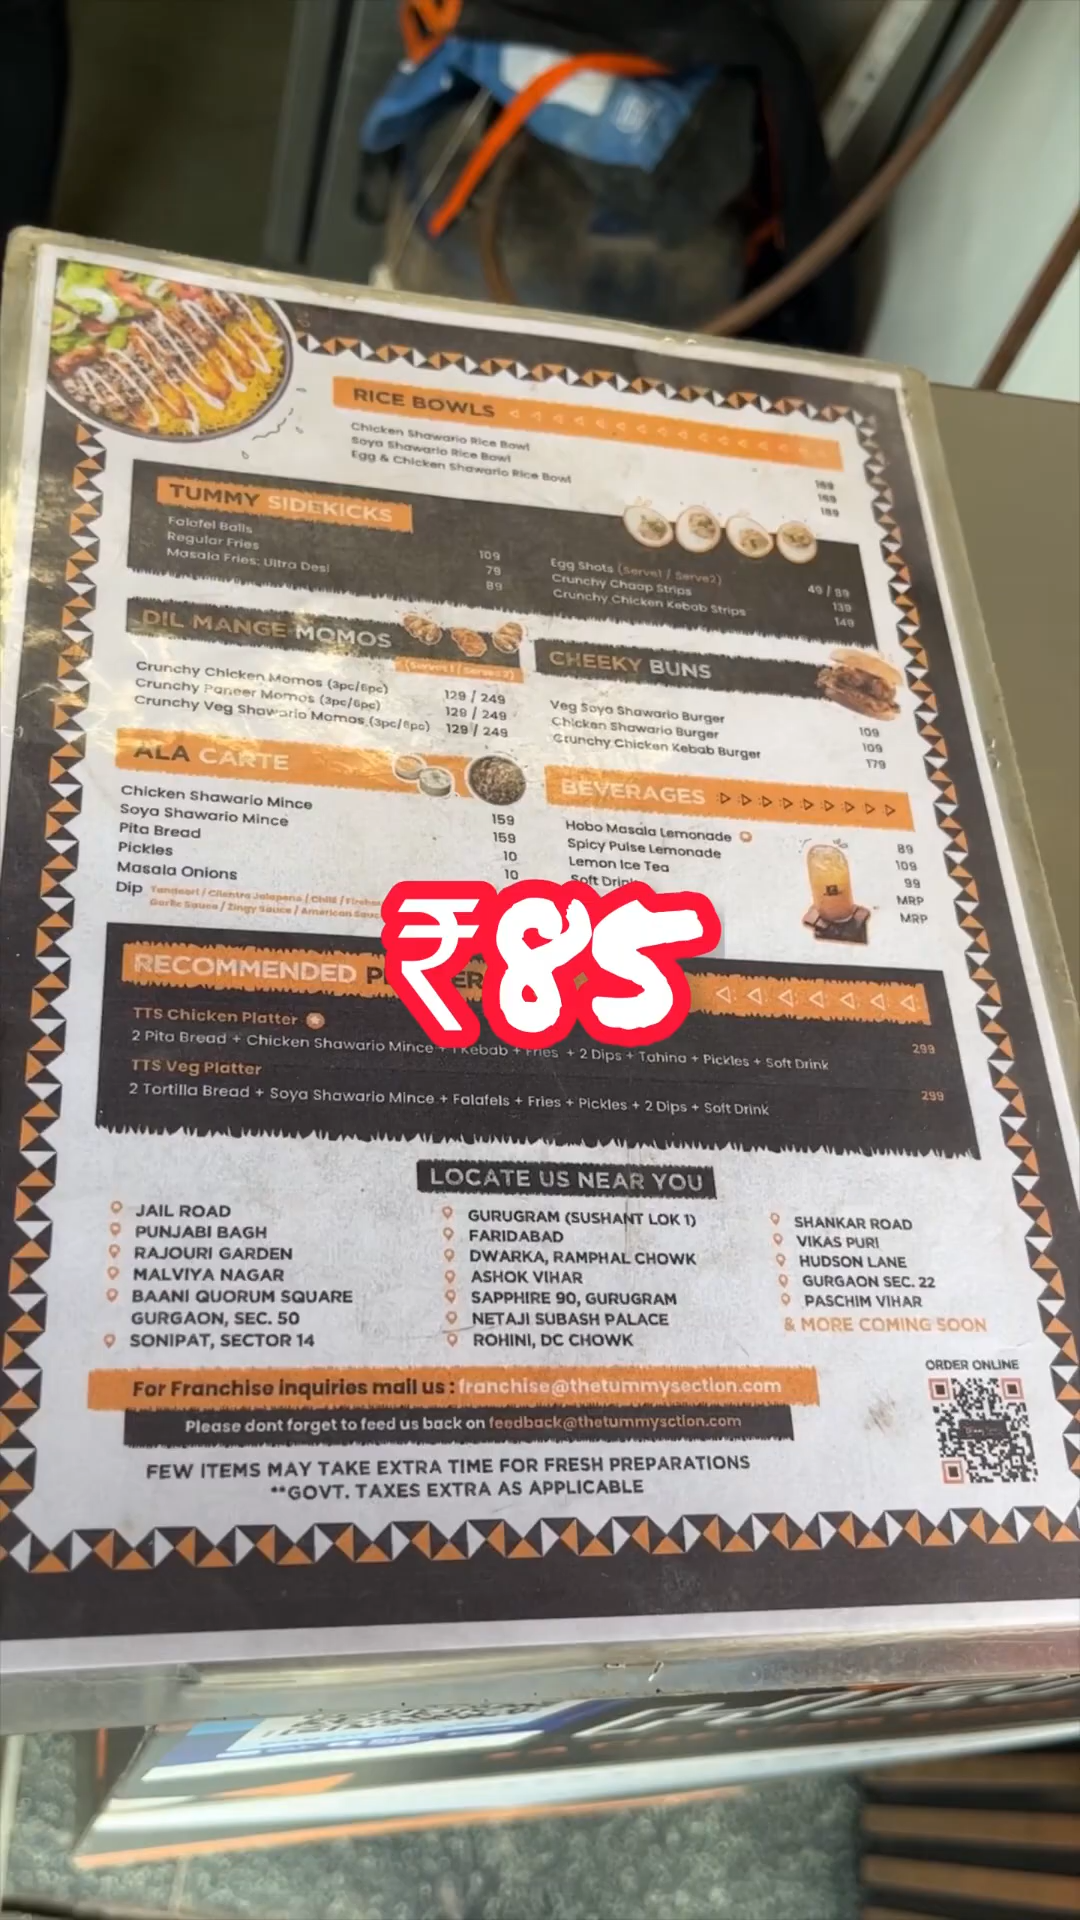 RICE BOWLS
Chicken Shawario Rice Bowl 169
Soya Shawario Rice Bowl 169
Egg & Chicken Shawario Rice Bowl 189
TUMMY SIDEKICKS
Falafel Balls 109
Regular Fries 79
Masala Fries: Ultra Desi 89
Egg Shots (Serve1 / Serve2) 49 / 89
Crunchy Chaap Strips 139
Crunchy Chicken Kebab Strips 149
DIL MANGE MOMOS
(Serves1 / Serves2)
Crunchy Chicken Momos (3pc/6pc) 129 / 249
Crunchy Paneer Momos (3pc/6pc) 129 / 249
Crunchy Veg Shawario Momos (3pc/6pc) 129 / 249
CHEEKY BUNS
Veg Soya Shawario Burger 109
Chicken Shawario Burger 109
Crunchy Chicken Kebab Burger 179
ALA CARTE
Chicken Shawario Mince 159
Soya Shawario Mince 159
Pita Bread 10
Pickles 10
Masala Onions
Dip Tandoori / Cilantro Jalapeno / Chilli /
Garlic Sauce / Zingy Sauce / American
BEVERAGES
Hobo Masala Lemonade 89
Spicy Pulse Lemonade 109
Lemon Ice Tea 99
Soft Drink MRP
MRP
₹85
RECOMMENDED
TTS Chicken Platter 299
2 Pita Bread + Chicken Shawario Mince + 1 Kebab + Fries + 2 Dips + Tahina + Pickles + Soft Drink
TTS Veg Platter 299
2 Tortilla Bread + Soya Shawario Mince + Falafels + Fries + Pickles + 2 Dips + Soft Drink
LOCATE US NEAR YOU
JAIL ROAD
PUNJABI BAGH
RAJOURI GARDEN
MALVIYA NAGAR
BAANI QUORUM SQUARE
GURGAON, SEC. 50
SONIPAT, SECTOR 14
GURUGRAM (SUSHANT LOK 1)
FARIDABAD
DWARKA, RAMPHAL CHOWK
ASHOK VIHAR
SAPPHIRE 90, GURUGRAM
NETAJI SUBASH PALACE
ROHINI, DC CHOWK
SHANKAR ROAD
VIKAS PURI
HUDSON LANE
GURGAON SEC. 22
PASCHIM VIHAR
& MORE COMING SOON
For Franchise inquiries mail us : franchise@thetummysection.com
Please dont forget to feed us back on feedback@thetummysction.com
ORDER ONLINE
FEW ITEMS MAY TAKE EXTRA TIME FOR FRESH PREPARATIONS
**GOVT. TAXES EXTRA AS APPLICABLE